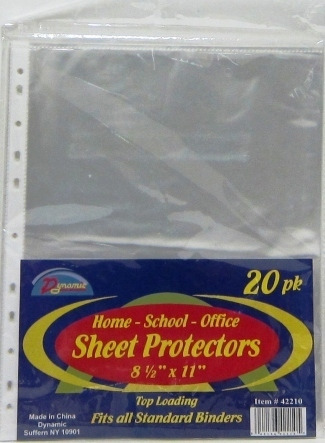 Dynamic
20 pk
Home - School - Office
Sheet Protectors
8 ½" x 11"
Top Loading
Fits all Standard Binders
Item # 42210
Made in China
Dynamic
Suffern NY 10901